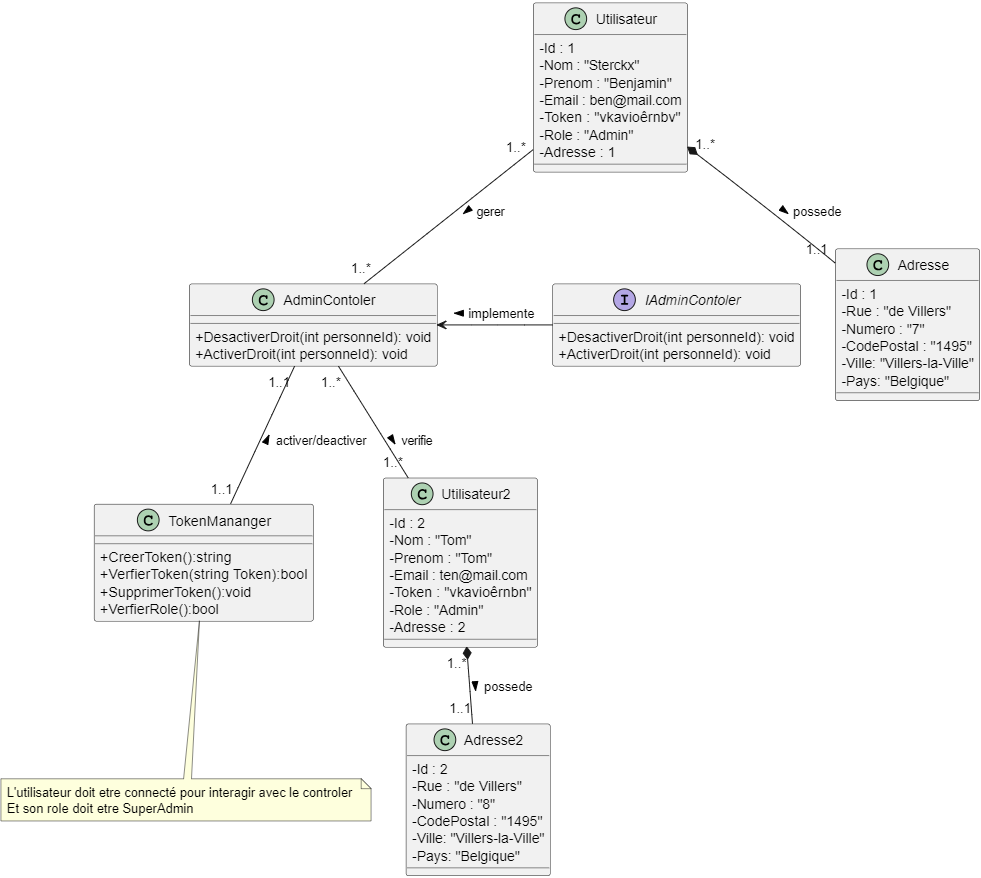 C Utilisateur
-Id : 1
-Nom : "Sterckx"
-Prenom : "Benjamin"
-Email : ben@mail.com
-Token : "vkavioêrnbv"
-Role : "Admin"
-Adresse : 1
1..*
1..*
gerer
possede
1..*
1..1
C Adresse
-Id : 1
-Rue : "de Villers"
-Numero : "7"
-CodePostal : "1495"
-Ville: "Villers-la-Ville"
-Pays: "Belgique"
C AdminContoler
+DesactiverDroit(int personneId): void
+ActiverDroit(int personneId): void
implemente
I IAdminContoler
+DesactiverDroit(int personneId): void
+ActiverDroit(int personneId): void
1..1
1..*
activer/deactiver
verifie
1..*
1..1
C TokenMananger
+CreerToken():string
+VerfierToken(string Token):bool
+SupprimerToken():void
+VerfierRole():bool
C Utilisateur2
-Id : 2
-Nom : "Tom"
-Prenom : "Tom"
-Email : ten@mail.com
-Token : "vkavioêrnbn"
-Role : "Admin"
-Adresse : 2
1..*
possede
1..1
C Adresse2
-Id : 2
-Rue : "de Villers"
-Numero : "8"
-CodePostal : "1495"
-Ville: "Villers-la-Ville"
-Pays: "Belgique"
L'utilisateur doit etre connecté pour interagir avec le controler
Et son role doit etre SuperAdmin